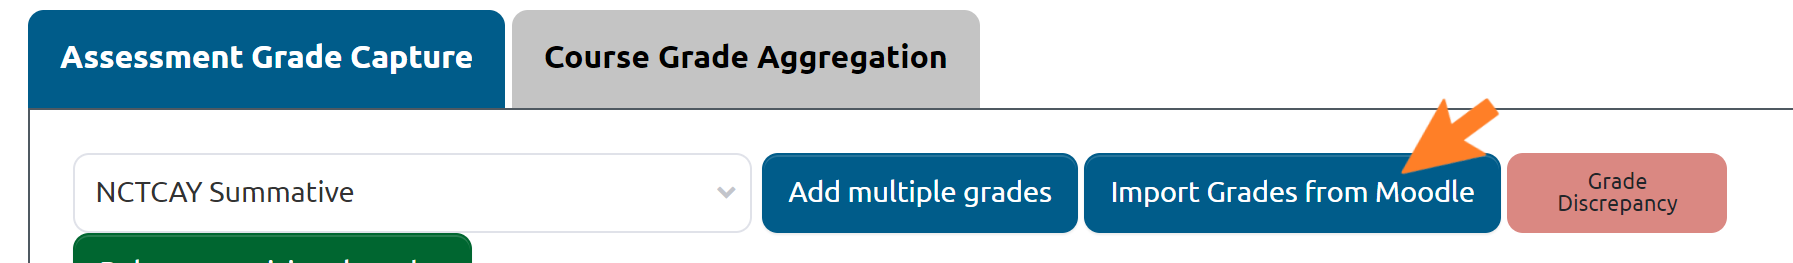 Assessment Grade Capture
Course Grade Aggregation
NCTCAY Summative
Add multiple grades
Import Grades from Moodle
Grade
Discrepancy